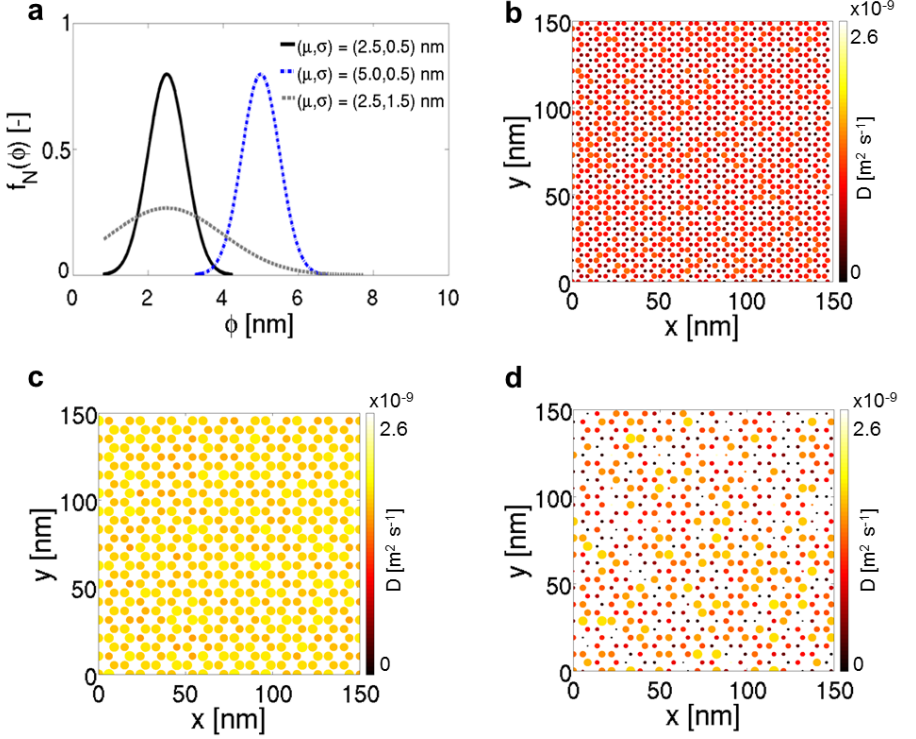 a
1
0.5
0
f_N(ϕ) [-]
0
2
4
6
8
10
ϕ [nm]
(μ,σ) = (2.5,0.5) nm
(μ,σ) = (5.0,0.5) nm
(μ,σ) = (2.5,1.5) nm
b
150
100
50
0
y [nm]
0
50
100
150
x [nm]
x10⁻⁹
2.6
0
D [m² s⁻¹]
c
150
100
50
0
y [nm]
0
50
100
150
x [nm]
x10⁻⁹
2.6
0
D [m² s⁻¹]
d
150
100
50
0
y [nm]
0
50
100
150
x [nm]
x10⁻⁹
2.6
0
D [m² s⁻¹]